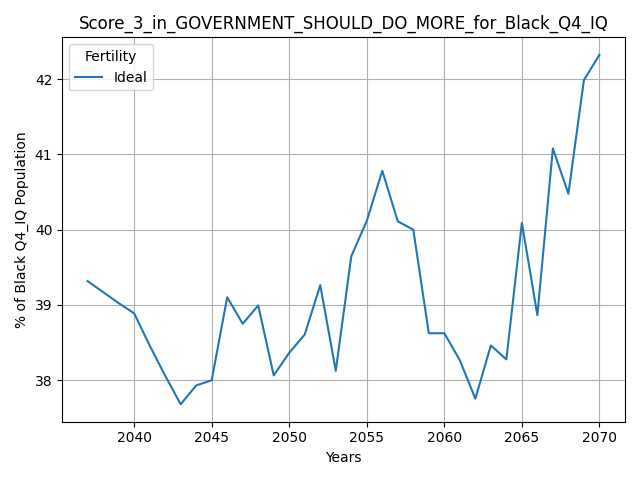 Score_3_in_GOVERNMENT_SHOULD_DO_MORE_for_Black_Q4_IQ
Fertility
Ideal
% of Black Q4_IQ Population
42
41
40
39
38
2040 2045 2050 2055 2060 2065 2070
Years